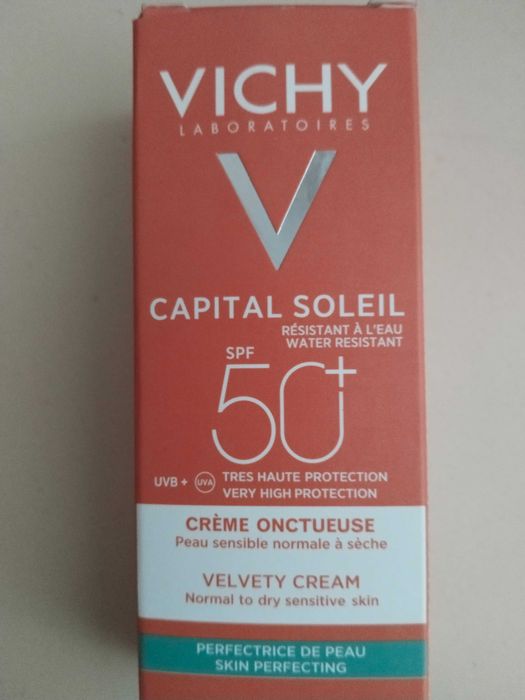 VICHY
LABORATOIRES
V
CAPITAL SOLEIL
RÉSISTANT À L'EAU
WATER RESISTANT
SPF
50+
UVB + UVA
TRES HAUTE PROTECTION
VERY HIGH PROTECTION
CRÈME ONCTUEUSE
Peau sensible normale à sèche
VELVETY CREAM
Normal to dry sensitive skin
PERFECTRICE DE PEAU
SKIN PERFECTING